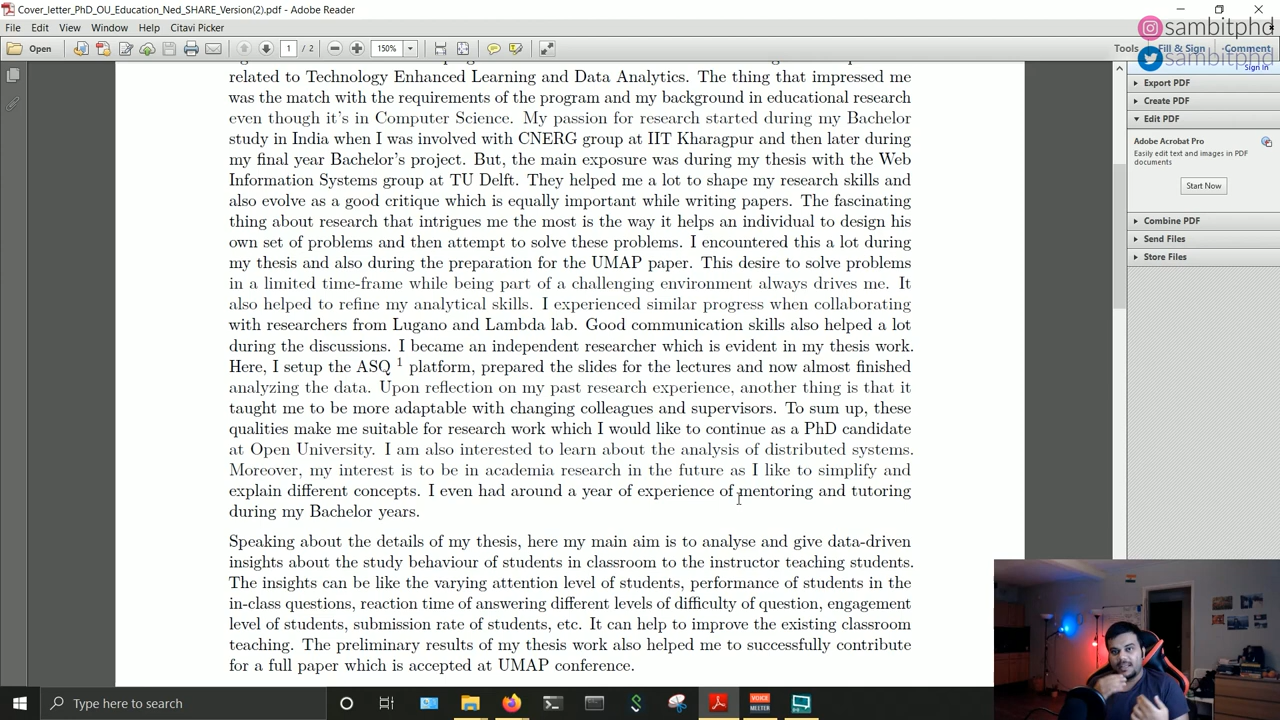 Cover_letter_PhD_OU_Education_Ned_SHARE_Version(2).pdf - Adobe Reader
File Edit View Window Help Citavi Picker
sambitphd
Open 1 / 2 150% Tools Fill & Sign Comment
sambitphd
Sign In
related to Technology Enhanced Learning and Data Analytics. The thing that impressed me
was the match with the requirements of the program and my background in educational research
even though it's in Computer Science. My passion for research started during my Bachelor
study in India when I was involved with CNERG group at IIT Kharagpur and then later during
my final year Bachelor's project. But, the main exposure was during my thesis with the Web
Information Systems group at TU Delft. They helped me a lot to shape my research skills and
also evolve as a good critique which is equally important while writing papers. The fascinating
thing about research that intrigues me the most is the way it helps an individual to design his
own set of problems and then attempt to solve these problems. I encountered this a lot during
my thesis and also during the preparation for the UMAP paper. This desire to solve problems
in a limited time-frame while being part of a challenging environment always drives me. It
also helped to refine my analytical skills. I experienced similar progress when collaborating
with researchers from Lugano and Lambda lab. Good communication skills also helped a lot
during the discussions. I became an independent researcher which is evident in my thesis work.
Here, I setup the ASQ 1 platform, prepared the slides for the lectures and now almost finished
analyzing the data. Upon reflection on my past research experience, another thing is that it
taught me to be more adaptable with changing colleagues and supervisors. To sum up, these
qualities make me suitable for research work which I would like to continue as a PhD candidate
at Open University. I am also interested to learn about the analysis of distributed systems.
Moreover, my interest is to be in academia research in the future as I like to simplify and
explain different concepts. I even had around a year of experience of mentoring and tutoring
during my Bachelor years.
Speaking about the details of my thesis, here my main aim is to analyse and give data-driven
insights about the study behaviour of students in classroom to the instructor teaching students.
The insights can be like the varying attention level of students, performance of students in the
in-class questions, reaction time of answering different levels of difficulty of question, engagement
level of students, submission rate of students, etc. It can help to improve the existing classroom
teaching. The preliminary results of my thesis work also helped me to successfully contribute
for a full paper which is accepted at UMAP conference.
Export PDF
Create PDF
Edit PDF
Adobe Acrobat Pro
Easily edit text and images in PDF
documents
Start Now
Combine PDF
Send Files
Store Files
Type here to search
VOICE
MEETER